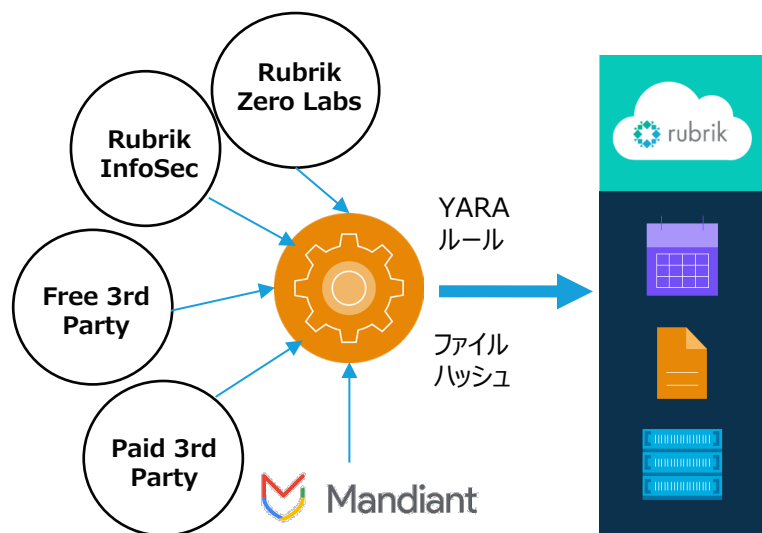 Rubrik
Zero Labs
Rubrik
InfoSec
Free 3rd
Party
Paid 3rd
Party
Mandiant
YARA
ルール
ファイル
ハッシュ
rubrik